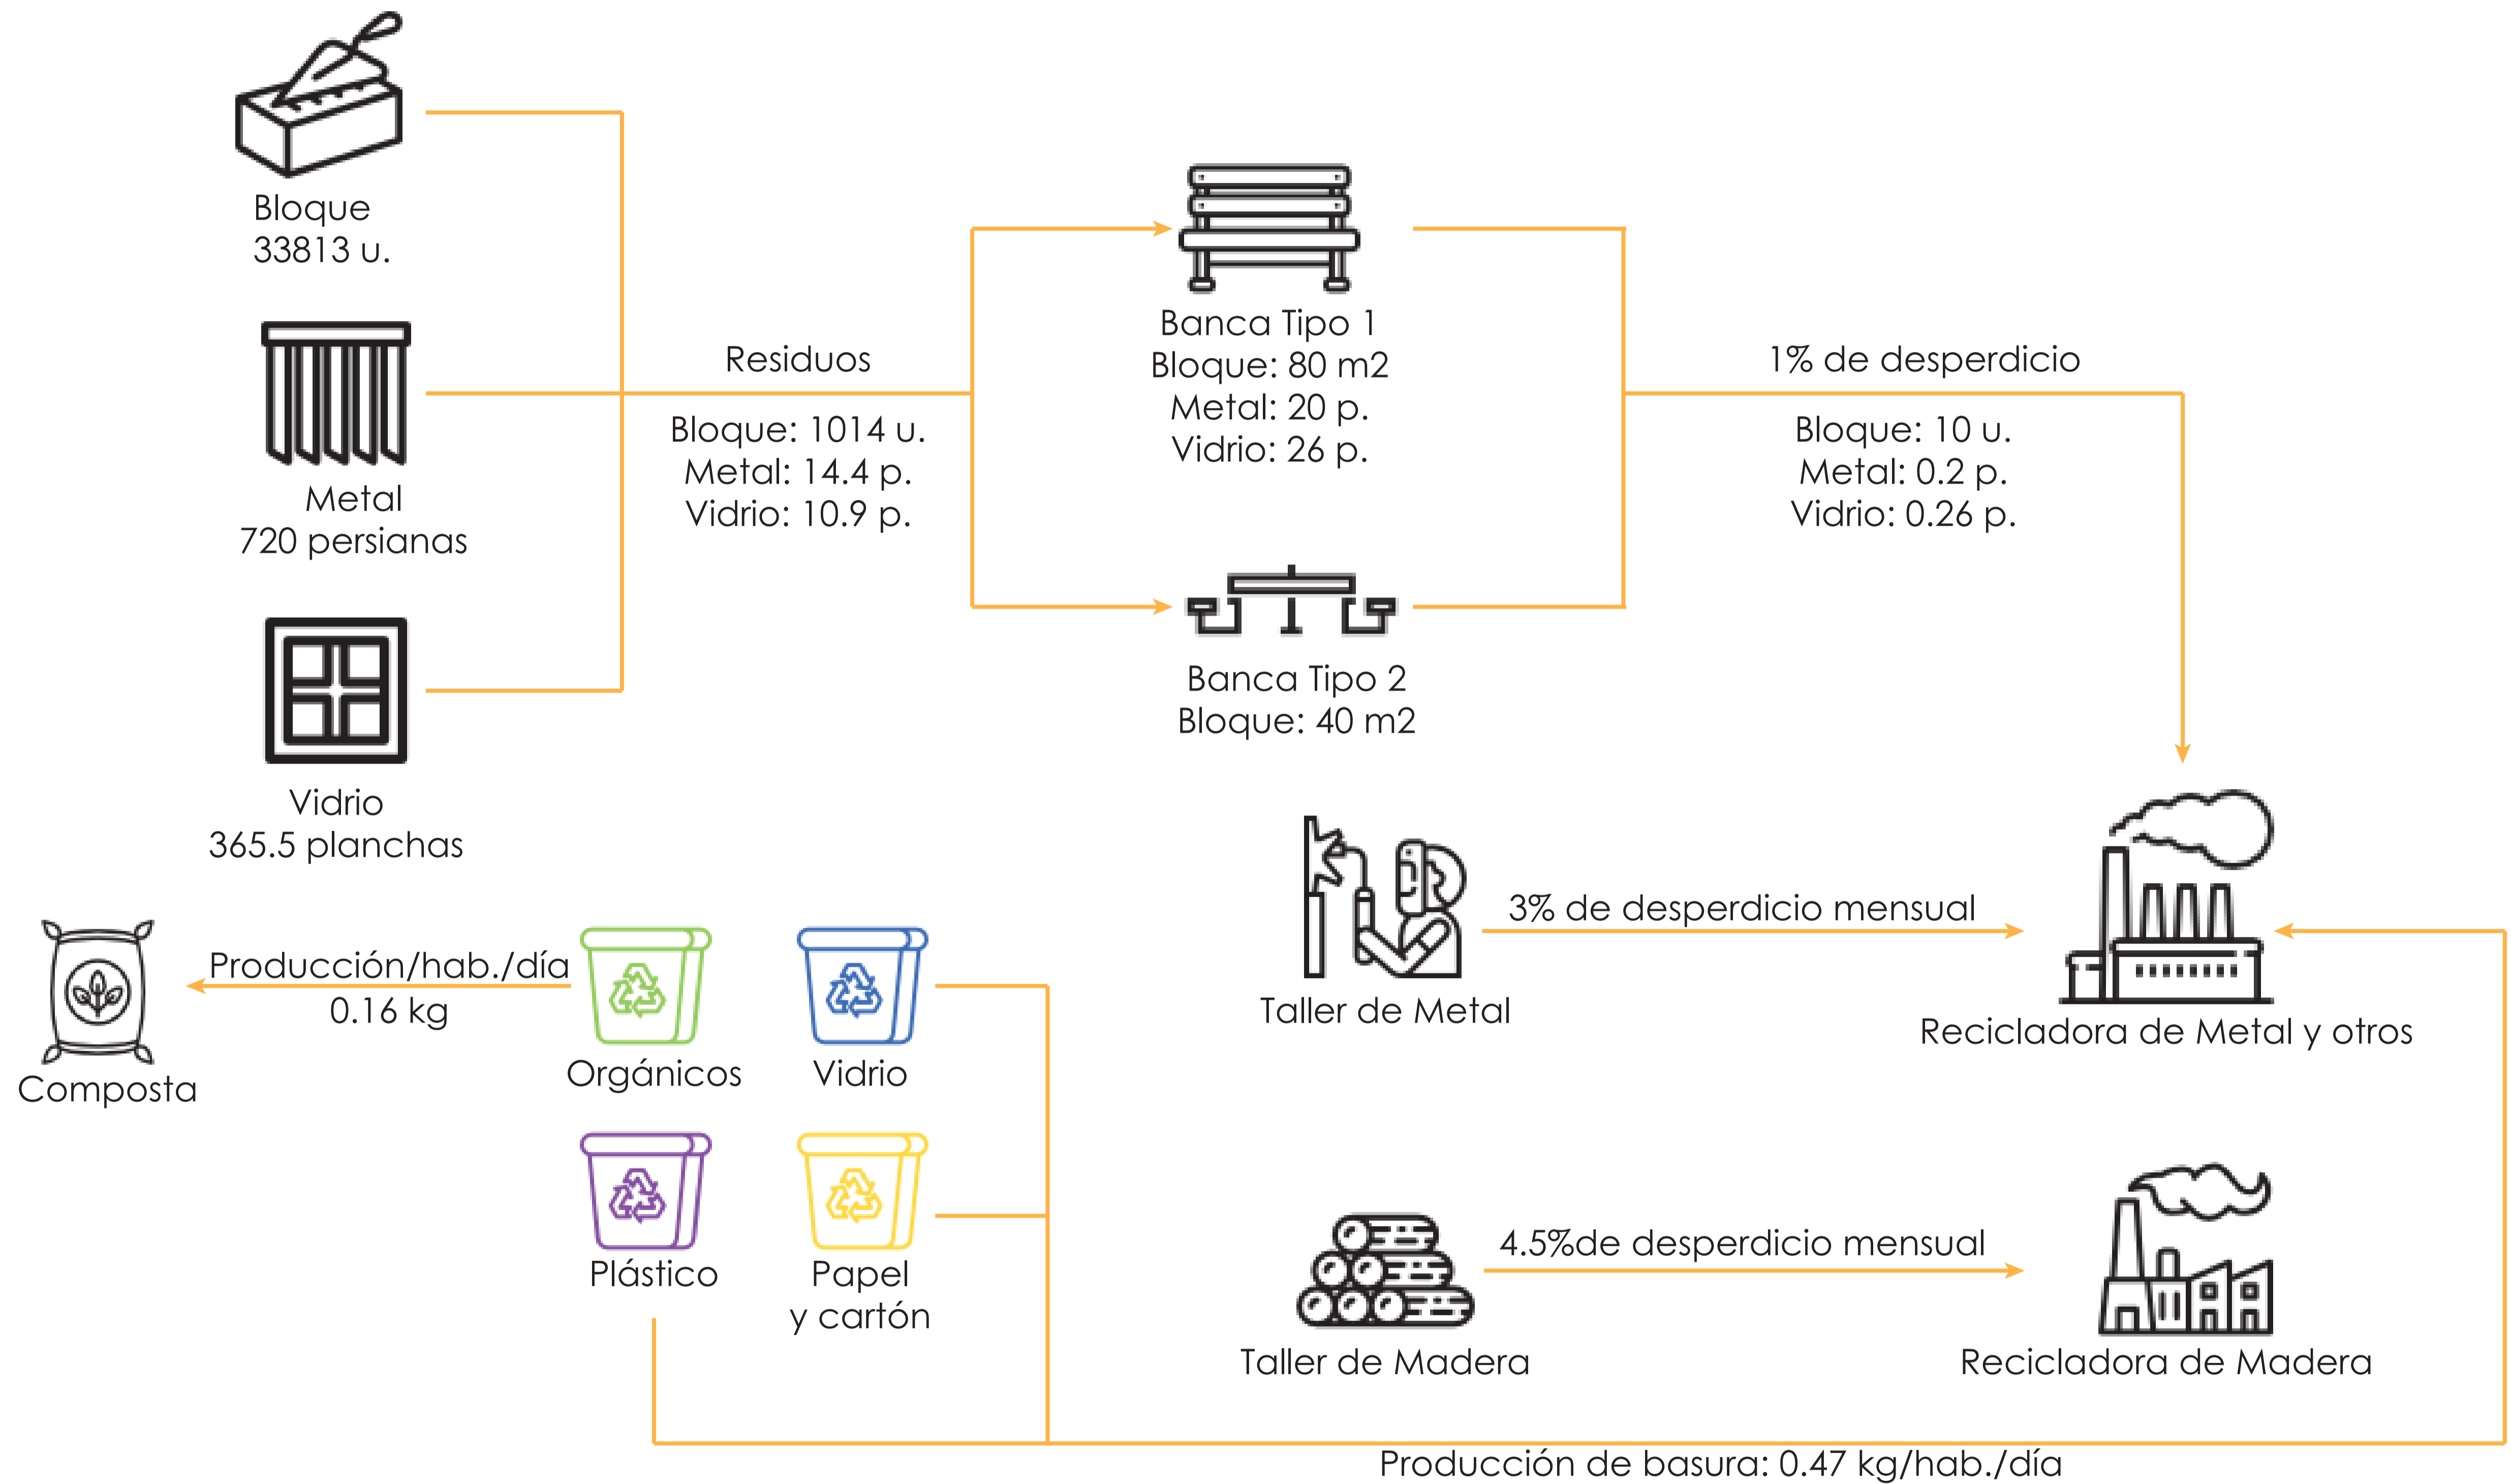 Bloque
33813 u.
Metal
720 persianas
Vidrio
365.5 planchas
Residuos
Bloque: 1014 u.
Metal: 14.4 p.
Vidrio: 10.9 p.
Banca Tipo 1
Bloque: 80 m2
Metal: 20 p.
Vidrio: 26 p.
Banca Tipo 2
Bloque: 40 m2
1% de desperdicio
Bloque: 10 u.
Metal: 0.2 p.
Vidrio: 0.26 p.
Taller de Metal
3% de desperdicio mensual
Recicladora de Metal y otros
Composta
Producción/hab./día
0.16 kg
Orgánicos
Vidrio
Plástico
Papel
y cartón
Taller de Madera
4.5%de desperdicio mensual
Recicladora de Madera
Producción de basura: 0.47 kg/hab./día